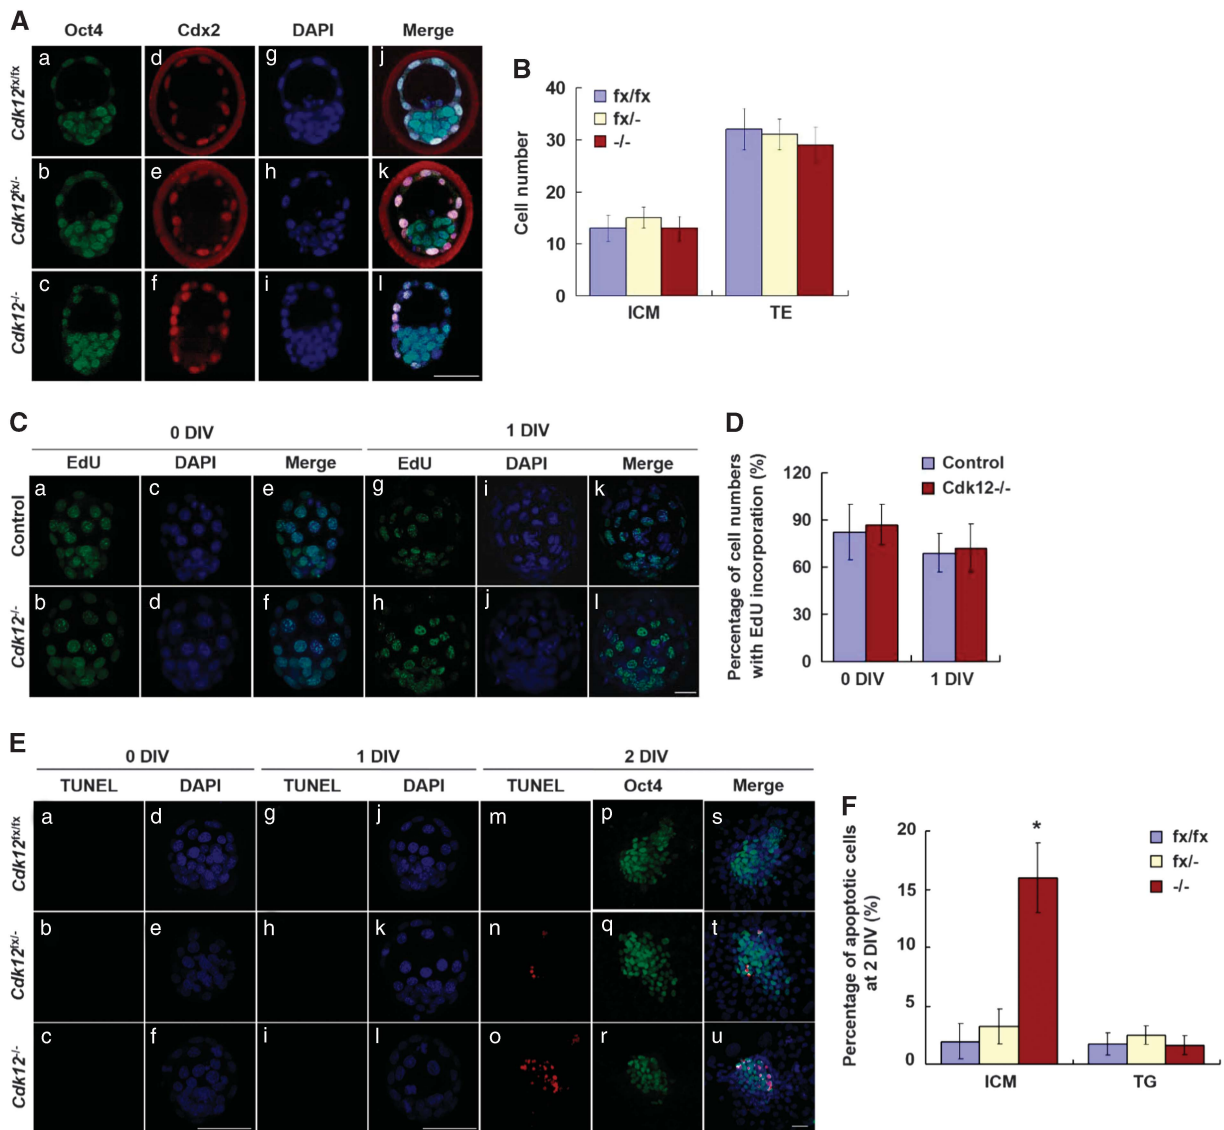 A
Oct4 Cdx2 DAPI Merge
Cdk12fx/fx
a d g j
Cdk12fx/-
b e h k
Cdk12-/-
c f i l
B
Cell number
40
30
20
10
0
fx/fx
fx/-
-/-
ICM TE
C
0 DIV 1 DIV
EdU DAPI Merge EdU DAPI Merge
Control
a c e g i k
Cdk12-/-
b d f h j l
D
Percentage of cell numbers
with EdU incorporation (%)
120
90
60
30
0
Control
Cdk12-/-
0 DIV 1 DIV
E
0 DIV 1 DIV 2 DIV
TUNEL DAPI TUNEL DAPI TUNEL Oct4 Merge
Cdk12fx/fx
a d g j m p s
Cdk12fx/-
b e h k n q t
Cdk12-/-
c f i l o r u
F
Percentage of apoptotic cells
at 2 DIV (%)
20
15
10
5
0
*
fx/fx
fx/-
-/-
ICM TG